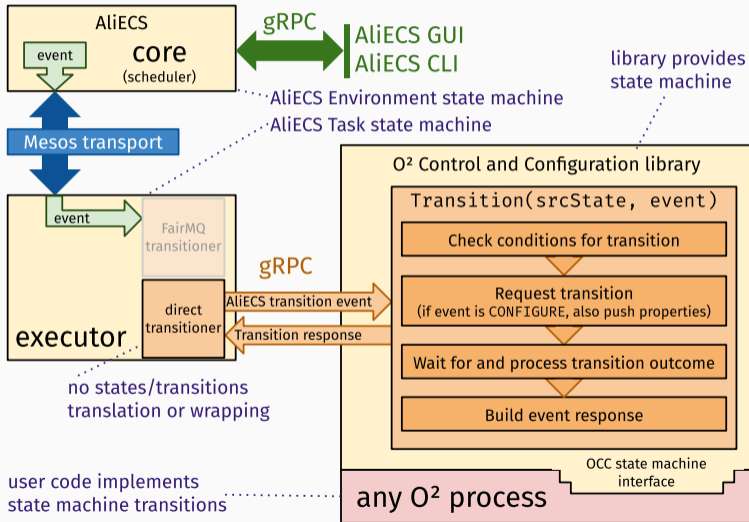 AliECS
core
(scheduler)
event
gRPC
AliECS GUI
AliECS CLI
library provides
state machine
AliECS Environment state machine
AliECS Task state machine
Mesos transport
event
FairMQ
transitioner
executor
direct
transitioner
gRPC
AliECS transition event
Transition response
no states/transitions
translation or wrapping
O² Control and Configuration library
Transition(srcState, event)
Check conditions for transition
Request transition
(if event is CONFIGURE, also push properties)
Wait for and process transition outcome
Build event response
OCC state machine
interface
user code implements
state machine transitions
any O² process